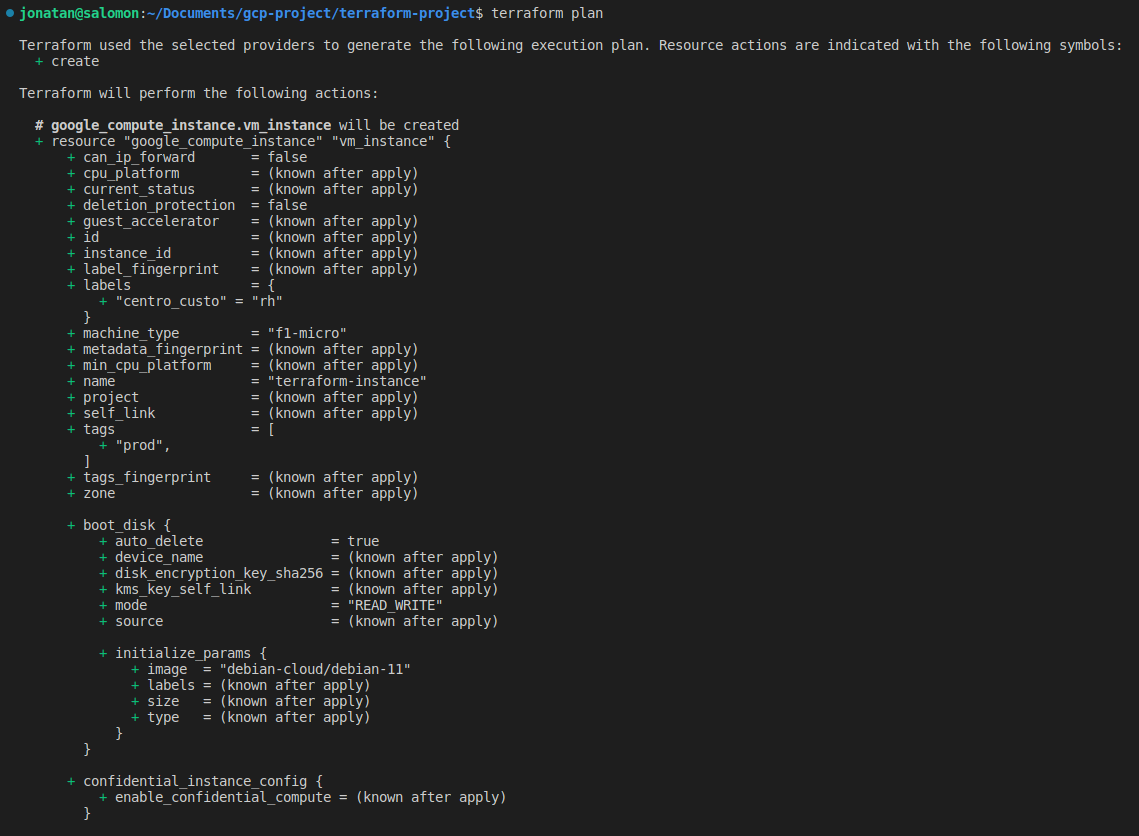 jonatan@salomon:~/Documents/gcp-project/terraform-project$ terraform plan
Terraform used the selected providers to generate the following execution plan. Resource actions are indicated with the following symbols:
  + create
Terraform will perform the following actions:
  # google_compute_instance.vm_instance will be created
  + resource "google_compute_instance" "vm_instance" {
      + can_ip_forward       = false
      + cpu_platform         = (known after apply)
      + current_status       = (known after apply)
      + deletion_protection  = false
      + guest_accelerator    = (known after apply)
      + id                   = (known after apply)
      + instance_id          = (known after apply)
      + label_fingerprint    = (known after apply)
      + labels               = {
          + "centro_custo" = "rh"
        }
      + machine_type         = "f1-micro"
      + metadata_fingerprint = (known after apply)
      + min_cpu_platform     = (known after apply)
      + name                 = "terraform-instance"
      + project              = (known after apply)
      + self_link            = (known after apply)
      + tags                 = [
          + "prod",
        ]
      + tags_fingerprint     = (known after apply)
      + zone                 = (known after apply)
      + boot_disk {
          + auto_delete                = true
          + device_name                = (known after apply)
          + disk_encryption_key_sha256 = (known after apply)
          + kms_key_self_link          = (known after apply)
          + mode                       = "READ_WRITE"
          + source                     = (known after apply)
          + initialize_params {
              + image  = "debian-cloud/debian-11"
              + labels = (known after apply)
              + size   = (known after apply)
              + type   = (known after apply)
            }
        }
      + confidential_instance_config {
          + enable_confidential_compute = (known after apply)
        }